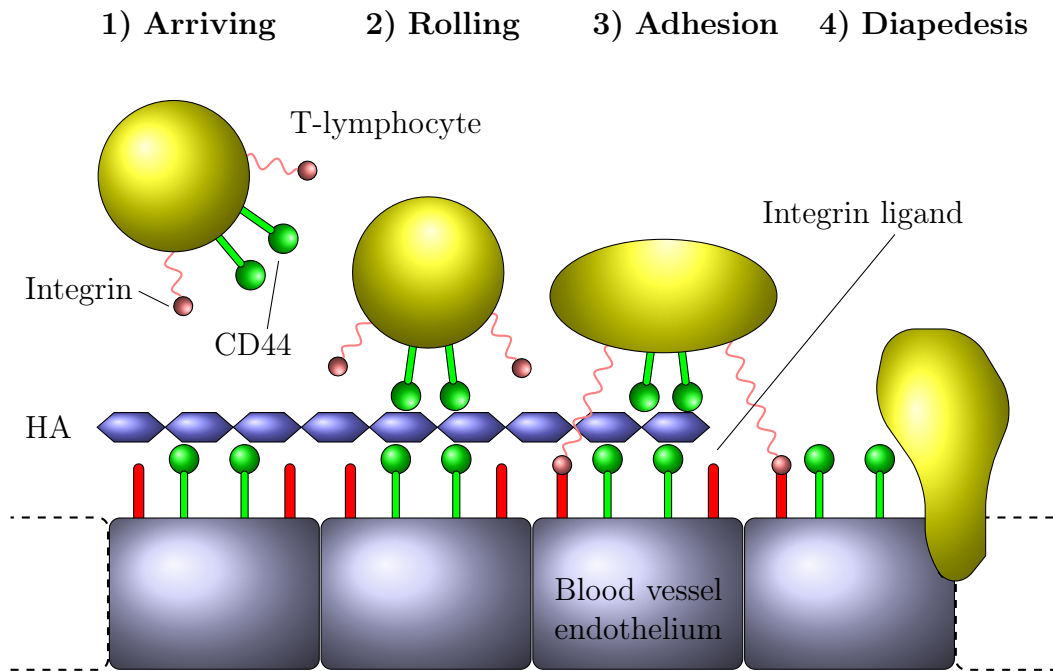 1) Arriving
2) Rolling
3) Adhesion
4) Diapedesis
T-lymphocyte
Integrin ligand
Integrin
CD44
HA
Blood vessel
endothelium